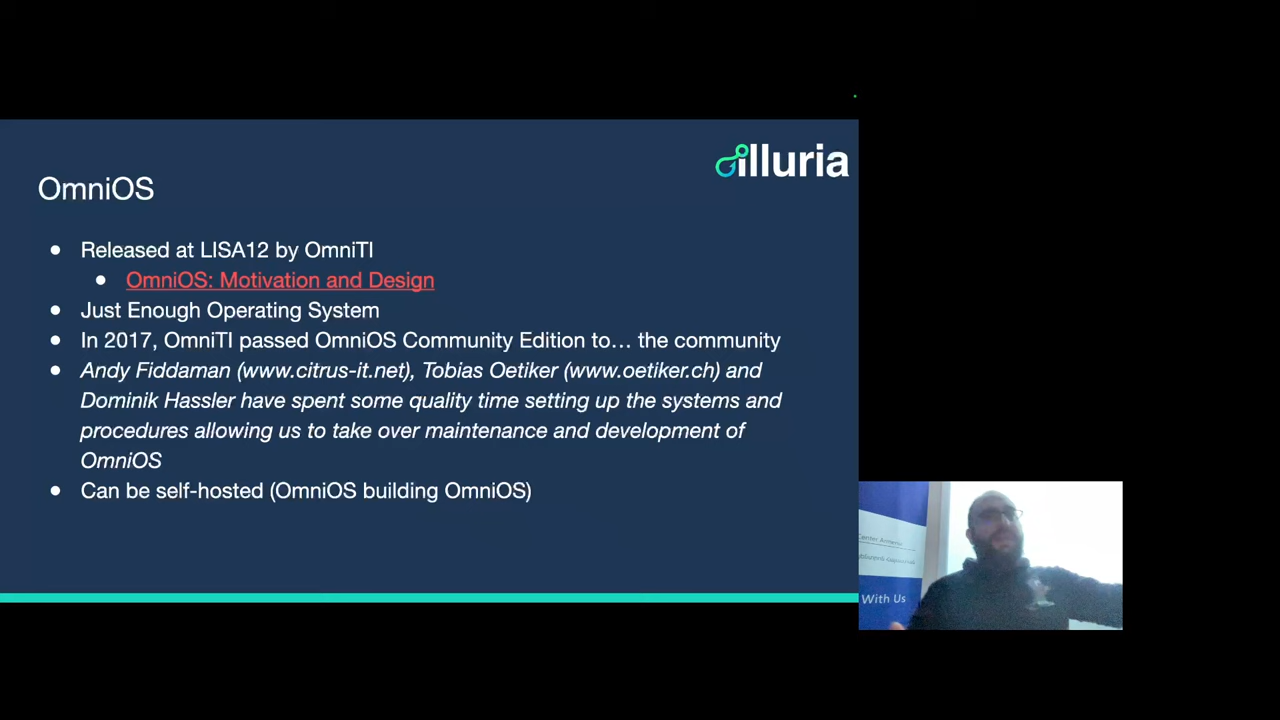 illuria
OmniOS
● Released at LISA12 by OmniTI
● OmniOS: Motivation and Design
● Just Enough Operating System
● In 2017, OmniTI passed OmniOS Community Edition to… the community
● Andy Fiddaman (www.citrus-it.net), Tobias Oetiker (www.oetiker.ch) and
Dominik Hassler have spent some quality time setting up the systems and
procedures allowing us to take over maintenance and development of
OmniOS
● Can be self-hosted (OmniOS building OmniOS)
Center Armenia
With Us